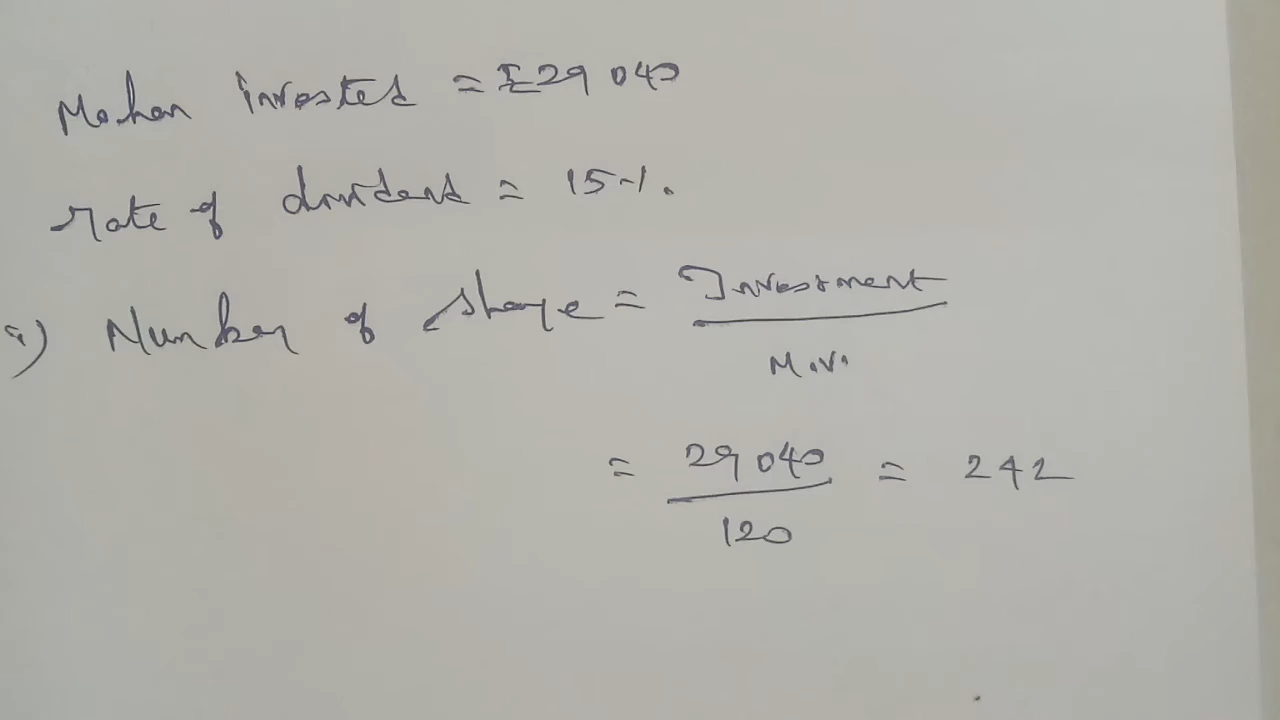 Mohan invested = ₹29040
rate of dividend = 15%.
i) Number of share = Investment / M.V.
= 29040 / 120 = 242